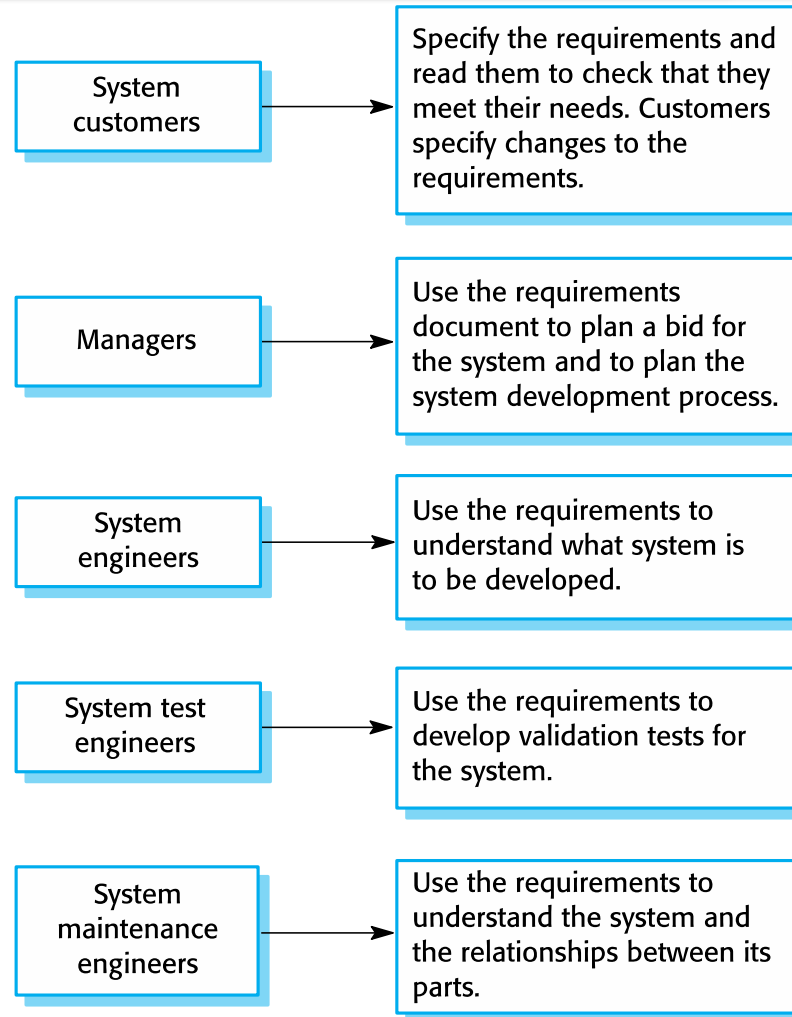 System
customers
Specify the requirements and
read them to check that they
meet their needs. Customers
specify changes to the
requirements.
Managers
Use the requirements
document to plan a bid for
the system and to plan the
system development process.
System
engineers
Use the requirements to
understand what system is
to be developed.
System test
engineers
Use the requirements to
develop validation tests for
the system.
System
maintenance
engineers
Use the requirements to
understand the system and
the relationships between its
parts.